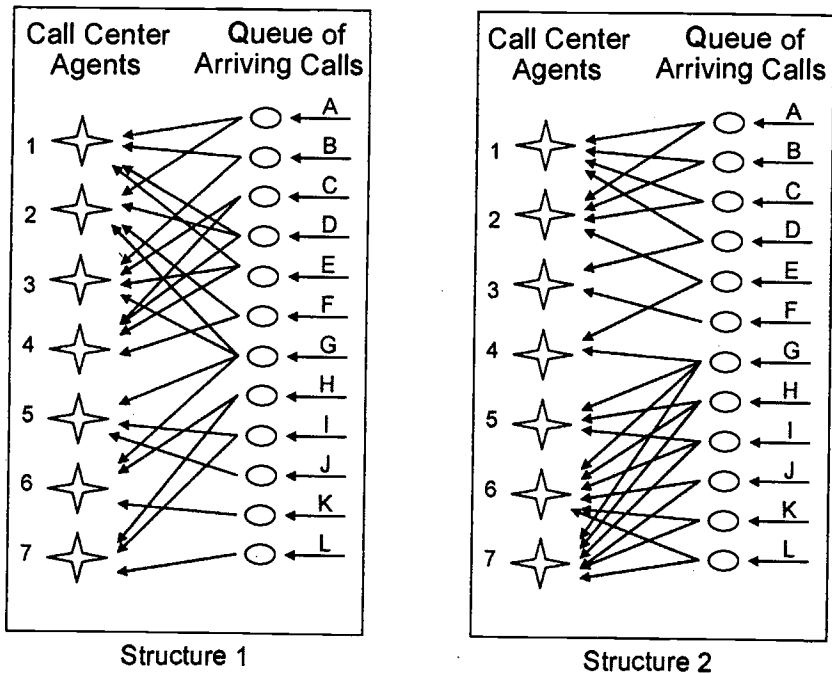 Call Center Agents
Queue of Arriving Calls
A
B
C
D
E
F
G
H
I
J
K
L
1
2
3
4
5
6
7
Structure 1
Call Center Agents
Queue of Arriving Calls
A
B
C
D
E
F
G
H
I
J
K
L
1
2
3
4
5
6
7
Structure 2